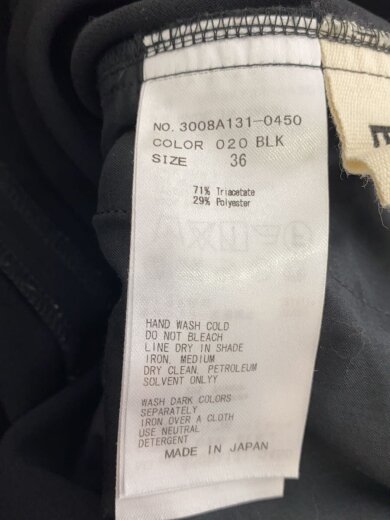 NO. 3008A131-0450
COLOR 020 BLK
SIZE 36
71% Triacetate
29% Polyester
HAND WASH COLD
DO NOT BLEACH
LINE DRY IN SHADE
IRON, MEDIUM
DRY CLEAN, PETROLEUM
SOLVENT ONLYY
WASH DARK COLORS
SEPARATELY
IRON OVER A CLOTH
USE NEUTRAL
DETERGENT
MADE IN JAPAN